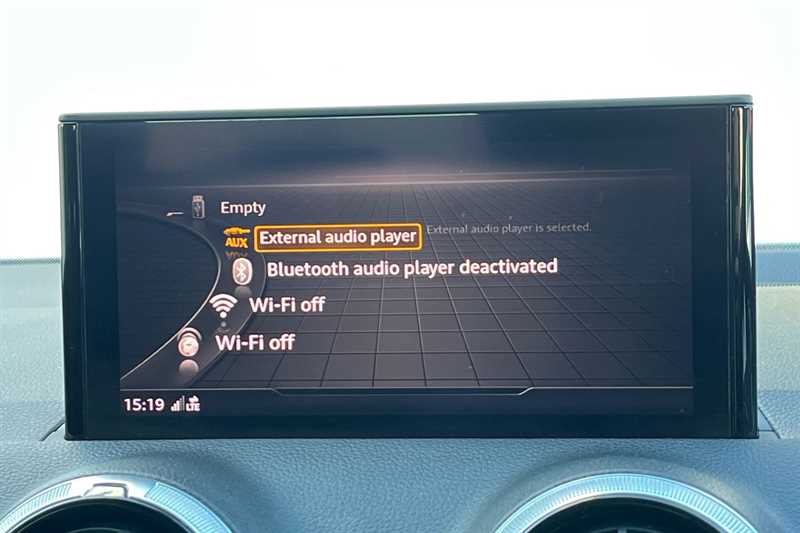 Empty
AUX
External audio player
External audio player is selected.
Bluetooth audio player deactivated
Wi-Fi off
Wi-Fi off
15:19
LTE